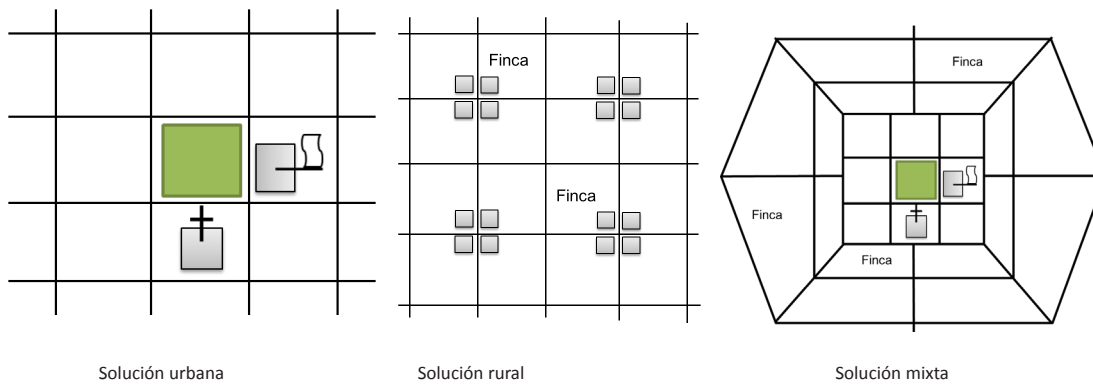 Finca
Finca
Finca
Finca
Finca
Solución urbana
Solución rural
Solución mixta